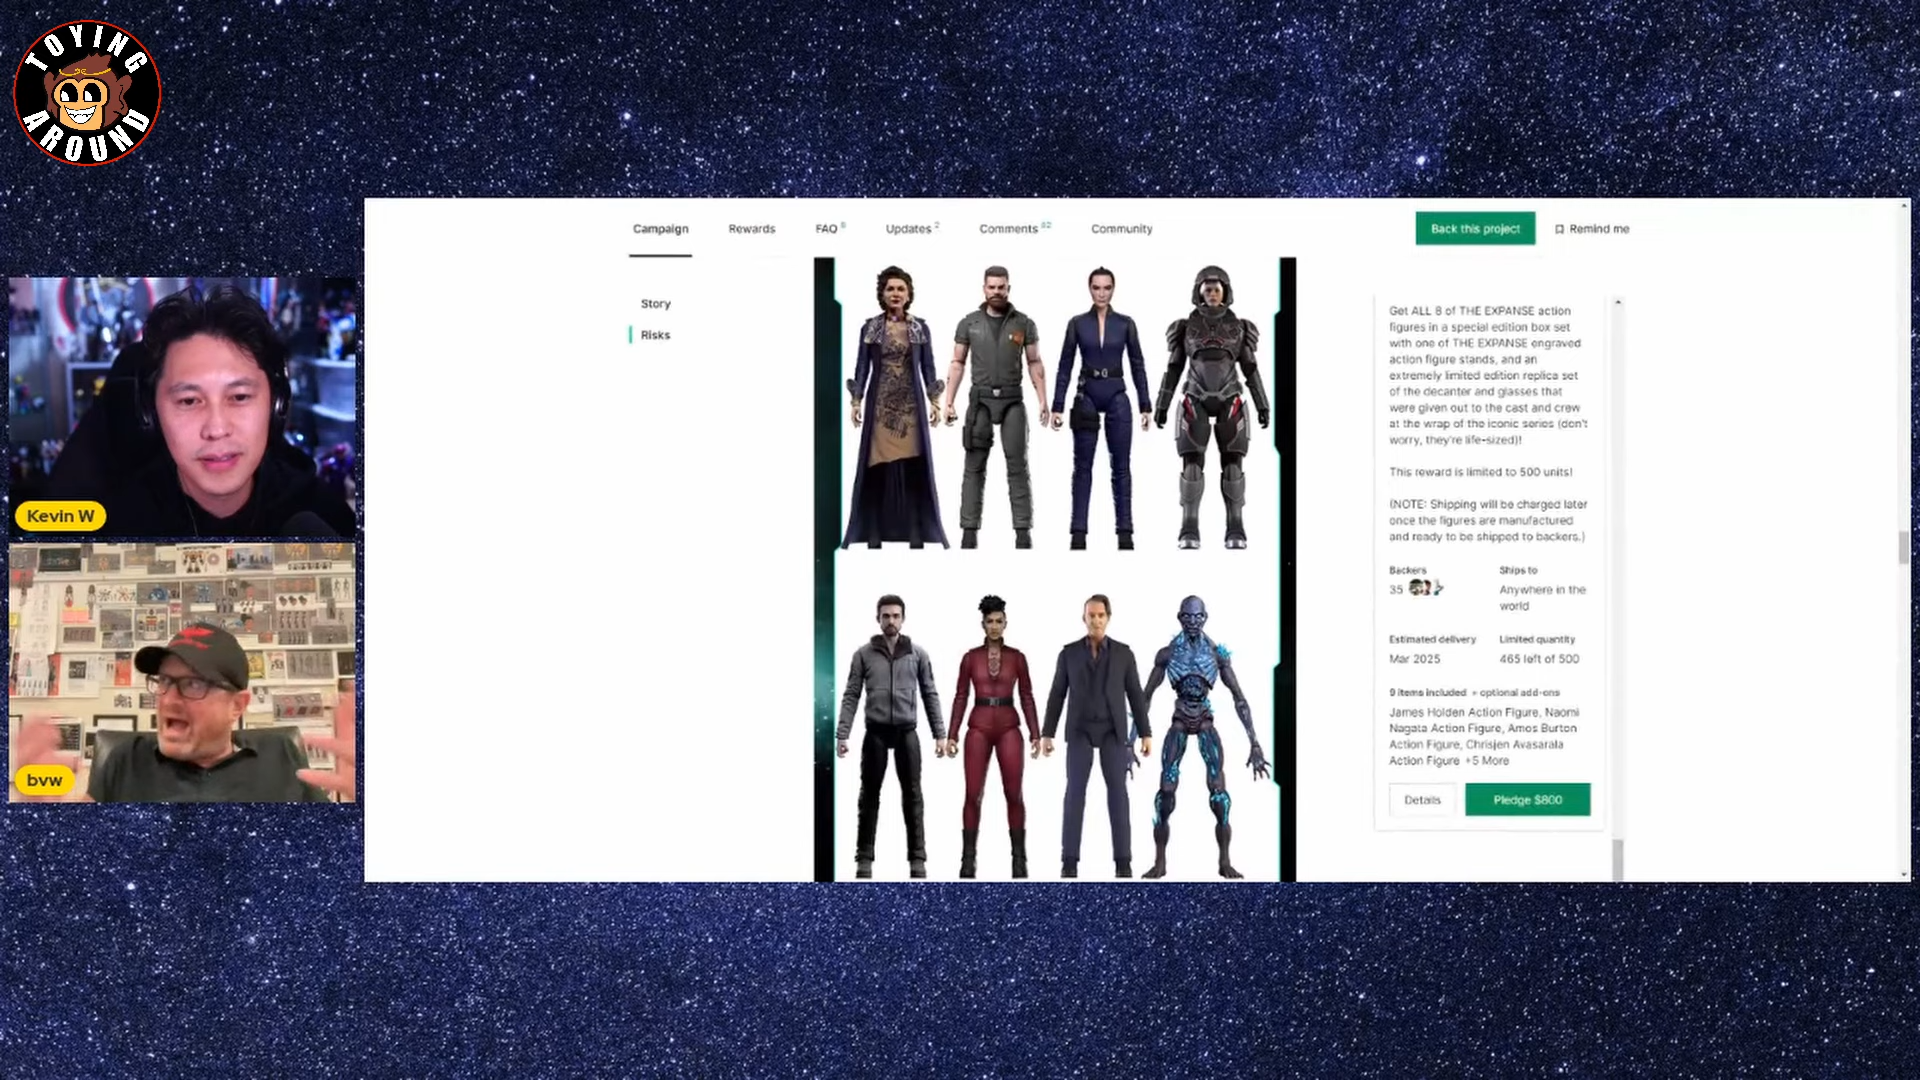 TOYING
AROUND
Campaign
Rewards
FAQ 8
Updates 2
Comments 62
Community
Back this project
Remind me
Story
Risks
Get ALL 8 of THE EXPANSE action
figures in a special edition box set
with one of THE EXPANSE engraved
action figure stands, and an
extremely limited edition replica set
of the decanter and glasses that
were given out to the cast and crew
at the wrap of the iconic series (don't
worry, they're life-sized)!
This reward is limited to 500 units!
(NOTE: Shipping will be charged later
once the figures are manufactured
and ready to be shipped to backers.)
Backers
35
Ships to
Anywhere in the
world
Estimated delivery
Mar 2025
Limited quantity
465 left of 500
9 items included + optional add-ons
James Holden Action Figure, Naomi
Nagata Action Figure, Amos Burton
Action Figure, Chrisjen Avasarala
Action Figure +5 More
Details
Pledge $800
Kevin W
bvw